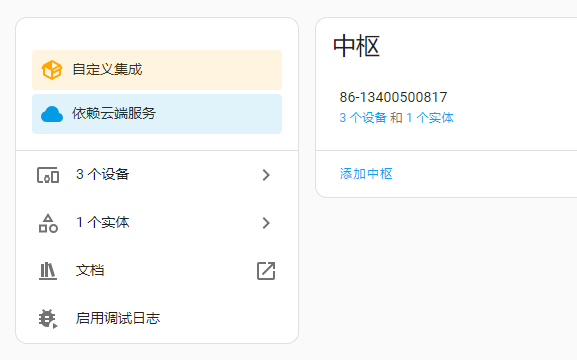 自定义集成
依赖云端服务
3 个设备
1 个实体
文档
启用调试日志
中枢
86-13400500817
3 个设备 和 1 个实体
添加中枢